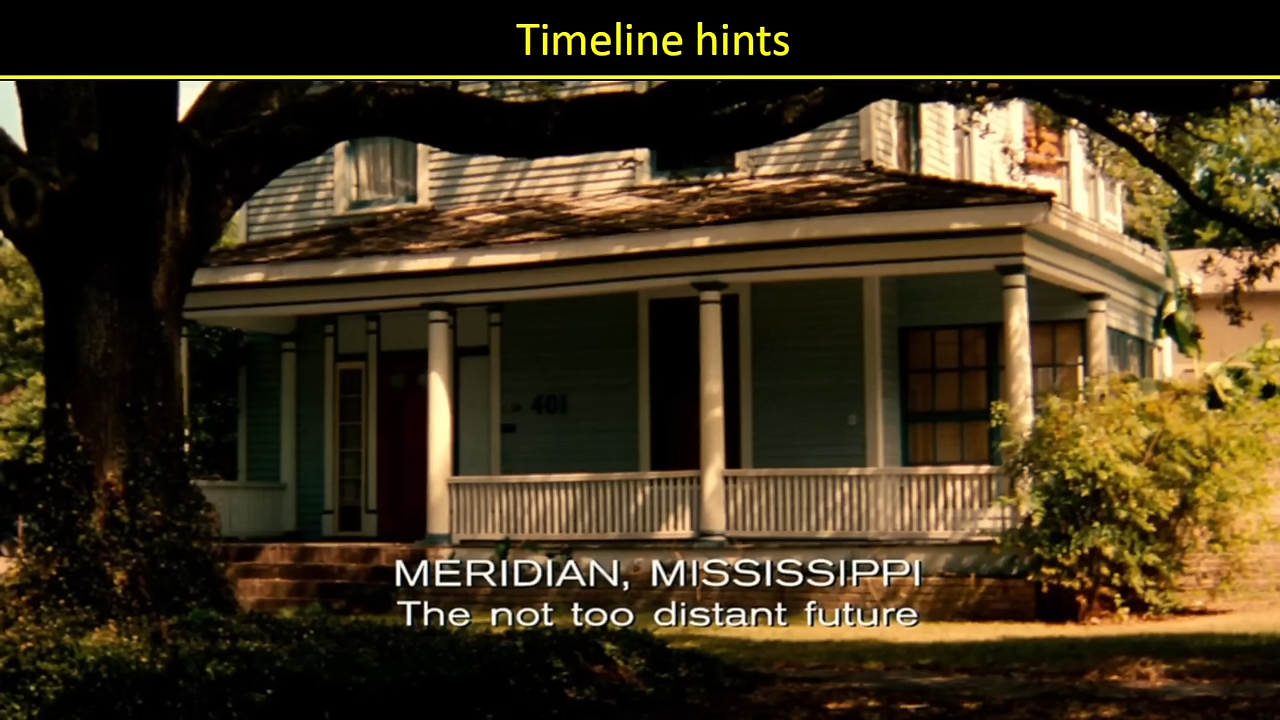 Timeline hints
401
MERIDIAN, MISSISSIPPI
The not too distant future